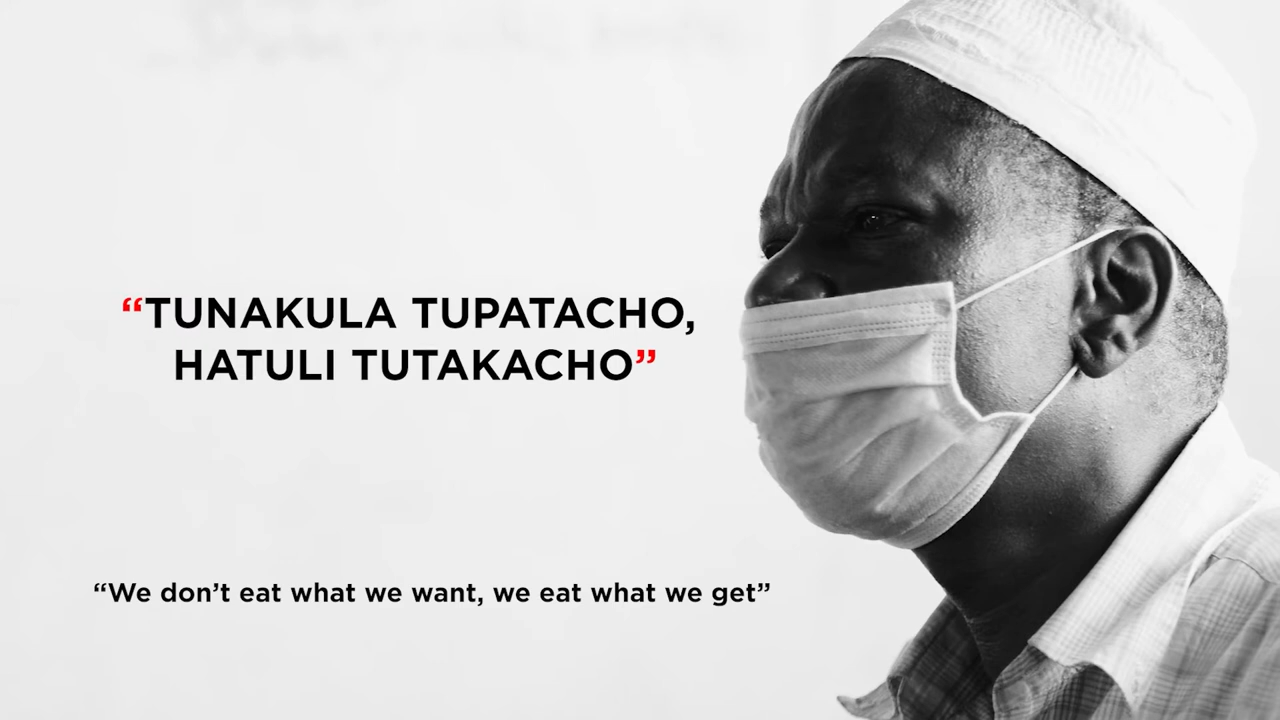 “TUNAKULA TUPATACHO,
HATULI TUTAKACHO”
“We don’t eat what we want, we eat what we get”